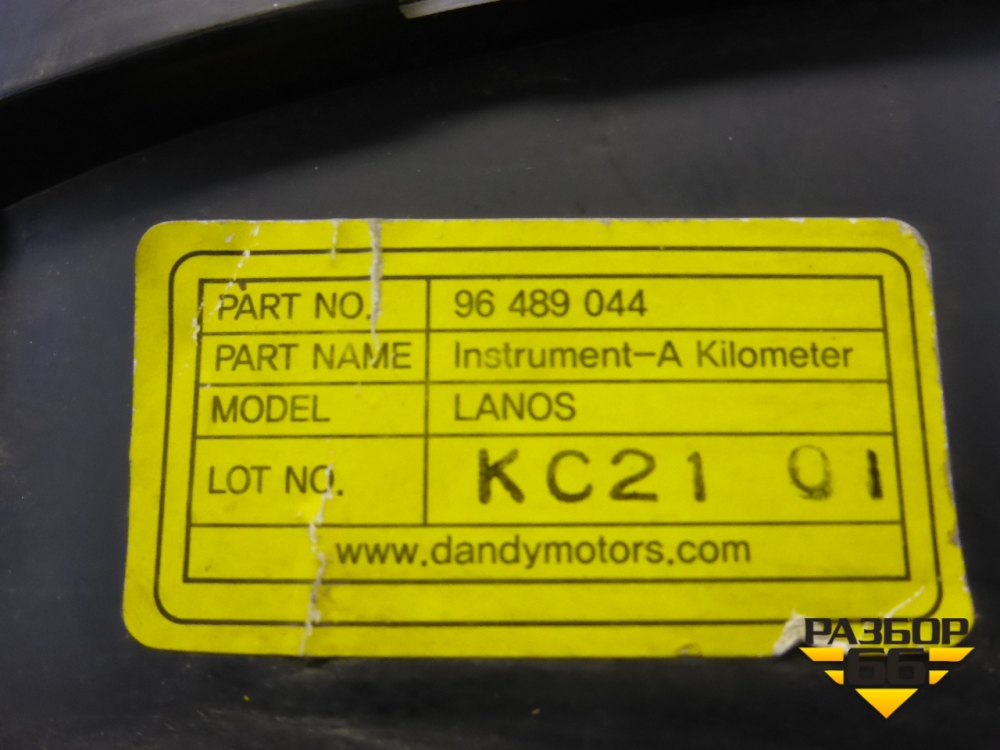 PART NO. 96 489 044
PART NAME Instrument-A Kilometer
MODEL LANOS
LOT NO. KC21 01
www.dandymotors.com
РАЗБОР
66